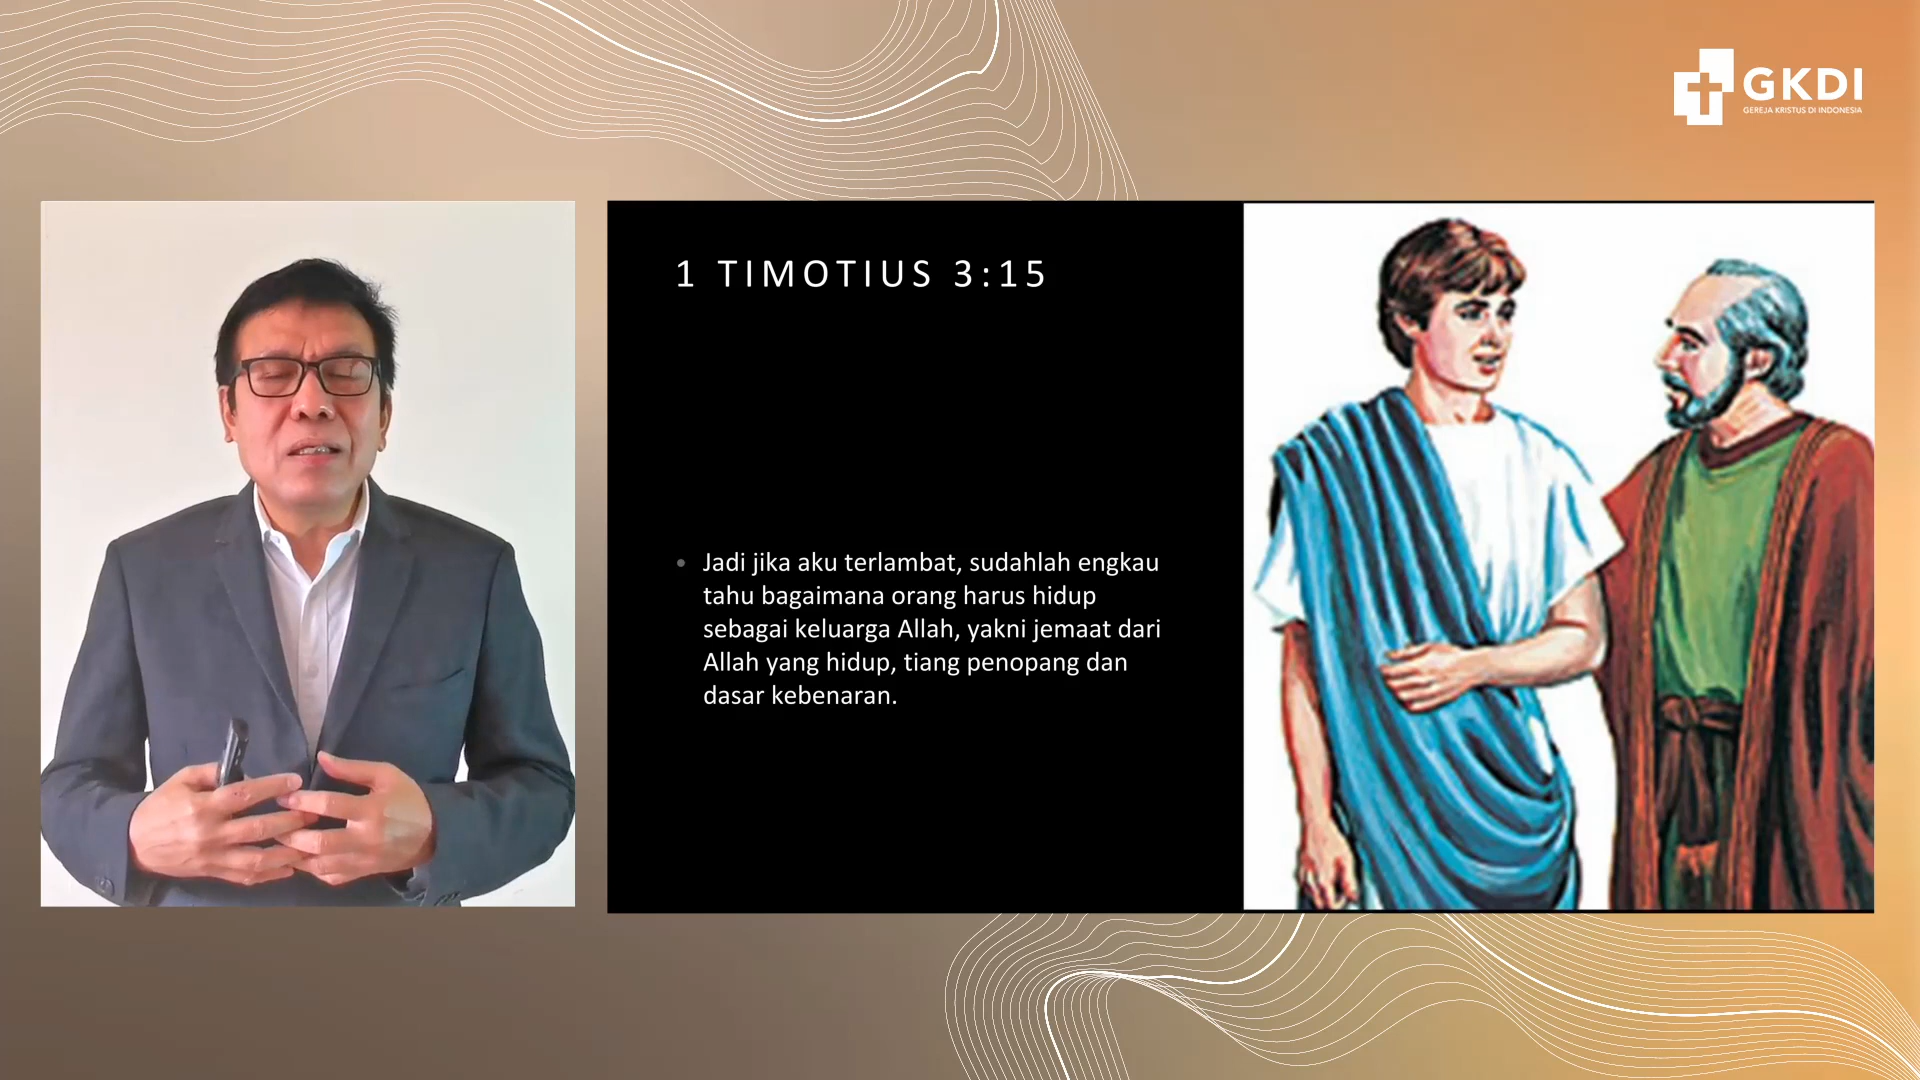 GKDI
GEREJA KRISTUS DI INDONESIA
1 TIMOTIUS 3:15
• Jadi jika aku terlambat, sudahlah engkau
tahu bagaimana orang harus hidup
sebagai keluarga Allah, yakni jemaat dari
Allah yang hidup, tiang penopang dan
dasar kebenaran.